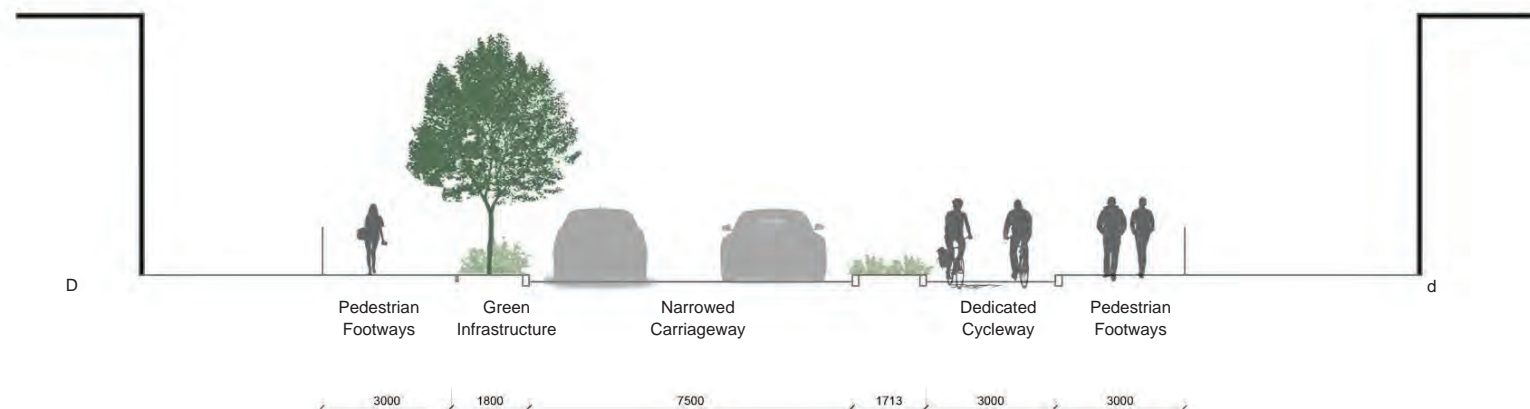 D
d
Pedestrian
Footways
Green
Infrastructure
Narrowed
Carriageway
Dedicated
Cycleway
Pedestrian
Footways
3000
1800
7500
1713
3000
3000